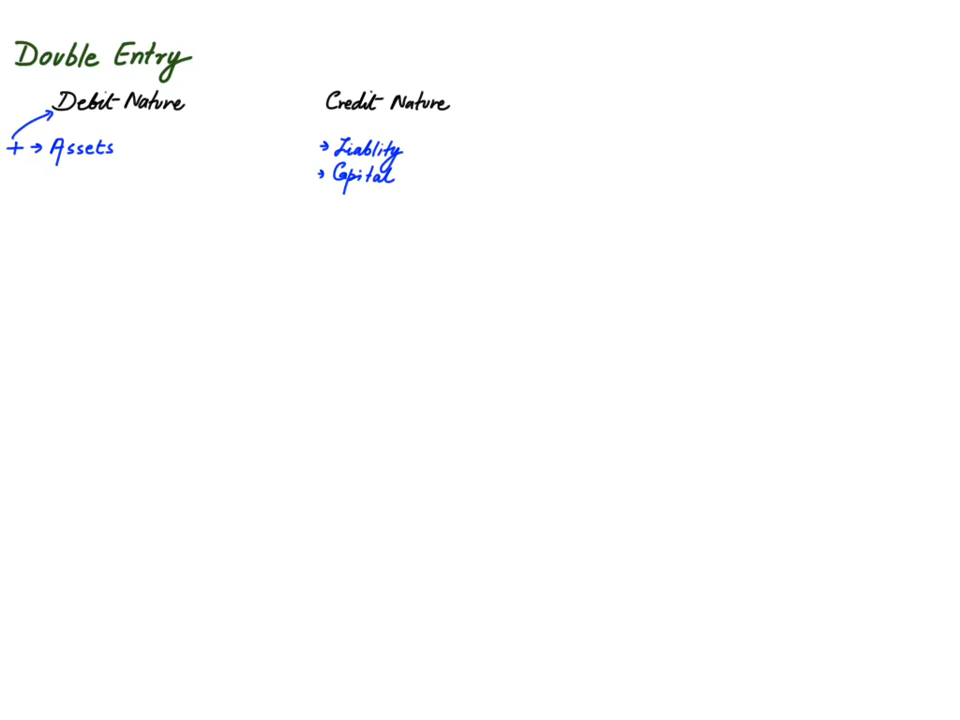 Double Entry
Debit Nature Credit Nature
+ → Assets → Liablity
→ Capital